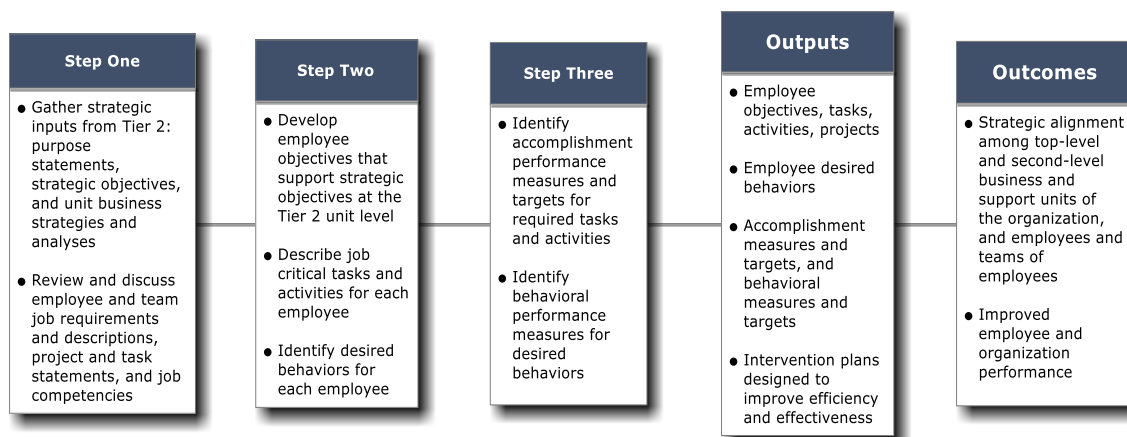 Step One
● Gather strategic
inputs from Tier 2:
purpose
statements,
strategic objectives,
and unit business
strategies and
analyses
● Review and discuss
employee and team
job requirements
and descriptions,
project and task
statements, and job
competencies
Step Two
● Develop
employee
objectives that
support strategic
objectives at the
Tier 2 unit level
● Describe job
critical tasks and
activities for each
employee
● Identify desired
behaviors for
each employee
Step Three
● Identify
accomplishment
performance
measures and
targets for
required tasks
and activities
● Identify
behavioral
performance
measures for
desired
behaviors
Outputs
● Employee
objectives, tasks,
activities, projects
● Employee desired
behaviors
● Accomplishment
measures and
targets, and
behavioral
measures and
targets
● Intervention plans
designed to
improve efficiency
and effectiveness
Outcomes
● Strategic alignment
among top-level
and second-level
business and
support units of
the organization,
and employees and
teams of
employees
● Improved
employee and
organization
performance